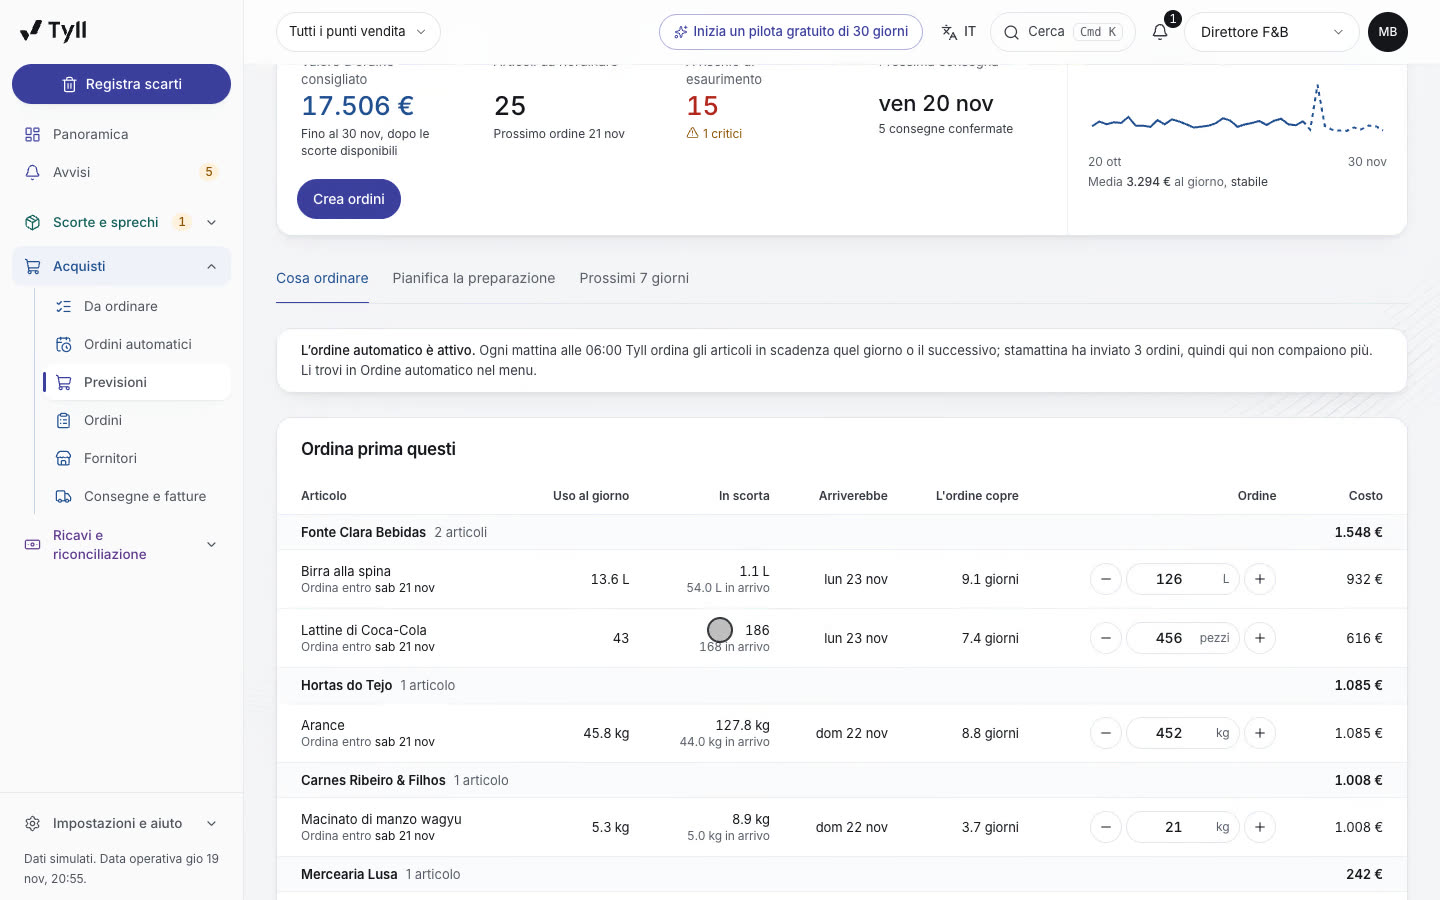 Tyll
Tutti i punti vendita
Inizia un pilota gratuito di 30 giorni
IT
Cerca
Cmd K
1
Direttore F&B
MB
Registra scarti
Panoramica
Avvisi
5
Scorte e sprechi
1
Acquisti
Da ordinare
Ordini automatici
Previsioni
Ordini
Fornitori
Consegne e fatture
Ricavi e
riconciliazione
Impostazioni e aiuto
Dati simulati. Data operativa gio 19
nov, 20:55.
consigliato
17.506 €
Fino al 30 nov, dopo le
scorte disponibili
25
Prossimo ordine 21 nov
esaurimento
15
1 critici
ven 20 nov
5 consegne confermate
Crea ordini
20 ott
30 nov
Media 3.294 € al giorno, stabile
Cosa ordinare
Pianifica la preparazione
Prossimi 7 giorni
L'ordine automatico è attivo. Ogni mattina alle 06:00 Tyll ordina gli articoli in scadenza quel giorno o il successivo; stamattina ha inviato 3 ordini, quindi qui non compaiono più.
Li trovi in Ordine automatico nel menu.
Ordina prima questi
Articolo Uso al giorno In scorta Arriverebbe L'ordine copre Ordine Costo
Fonte Clara Bebidas 2 articoli 1.548 €
Birra alla spina 13.6 L 1.1 L lun 23 nov 9.1 giorni 126 L 932 €
Ordina entro sab 21 nov 54.0 L in arrivo
Lattine di Coca-Cola 43 186 lun 23 nov 7.4 giorni 456 pezzi 616 €
Ordina entro sab 21 nov 168 in arrivo
Hortas do Tejo 1 articolo 1.085 €
Arance 45.8 kg 127.8 kg dom 22 nov 8.8 giorni 452 kg 1.085 €
Ordina entro sab 21 nov 44.0 kg in arrivo
Carnes Ribeiro & Filhos 1 articolo 1.008 €
Macinato di manzo wagyu 5.3 kg 8.9 kg dom 22 nov 3.7 giorni 21 kg 1.008 €
Ordina entro sab 21 nov 5.0 kg in arrivo
Mercearia Lusa 1 articolo 242 €